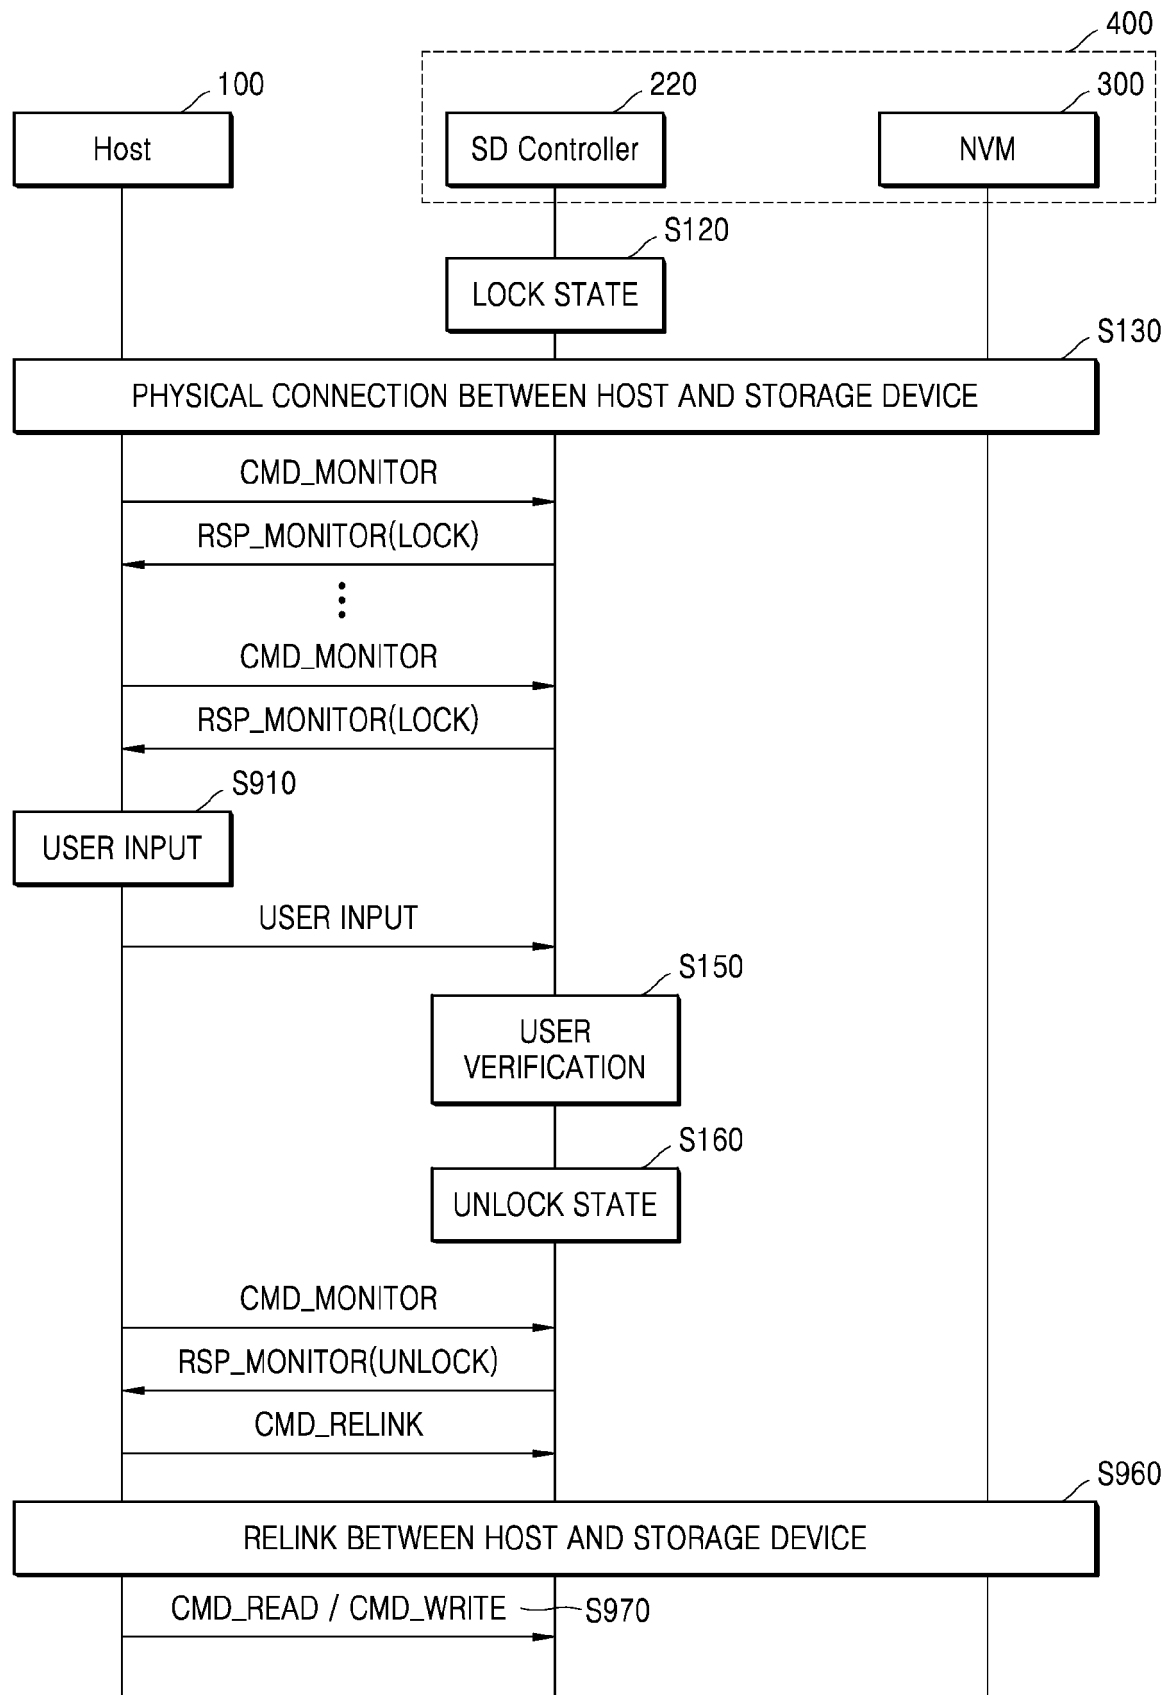 400
100
220
300
Host
SD Controller
NVM
S120
LOCK STATE
S130
PHYSICAL CONNECTION BETWEEN HOST AND STORAGE DEVICE
CMD_MONITOR
RSP_MONITOR(LOCK)
CMD_MONITOR
RSP_MONITOR(LOCK)
S910
USER INPUT
USER INPUT
S150
USER
VERIFICATION
S160
UNLOCK STATE
CMD_MONITOR
RSP_MONITOR(UNLOCK)
CMD_RELINK
S960
RELINK BETWEEN HOST AND STORAGE DEVICE
CMD_READ / CMD_WRITE
S970